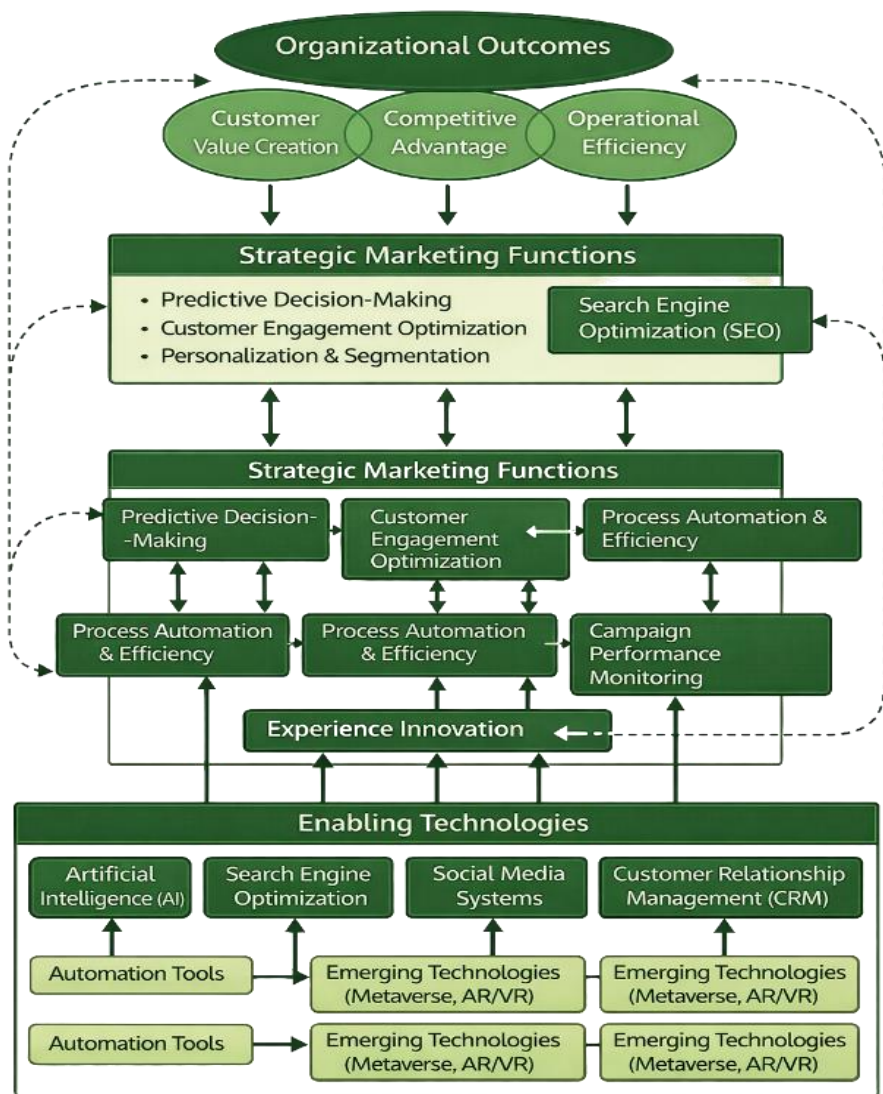 Organizational Outcomes
Customer
Value Creation
Competitive
Advantage
Operational
Efficiency
Strategic Marketing Functions
• Predictive Decision-Making
• Customer Engagement Optimization
• Personalization & Segmentation
Search Engine
Optimization (SEO)
Strategic Marketing Functions
Predictive Decision-
-Making
Customer
Engagement
Optimization
Process Automation &
Efficiency
Process Automation
& Efficiency
Process Automation
& Efficiency
Campaign
Performance
Monitoring
Experience Innovation
Enabling Technologies
Artificial
Intelligence (AI)
Search Engine
Optimization
Social Media
Systems
Customer Relationship
Management (CRM)
Automation Tools
Emerging Technologies
(Metaverse, AR/VR)
Emerging Technologies
(Metaverse, AR/VR)
Automation Tools
Emerging Technologies
(Metaverse, AR/VR)
Emerging Technologies
(Metaverse, AR/VR)